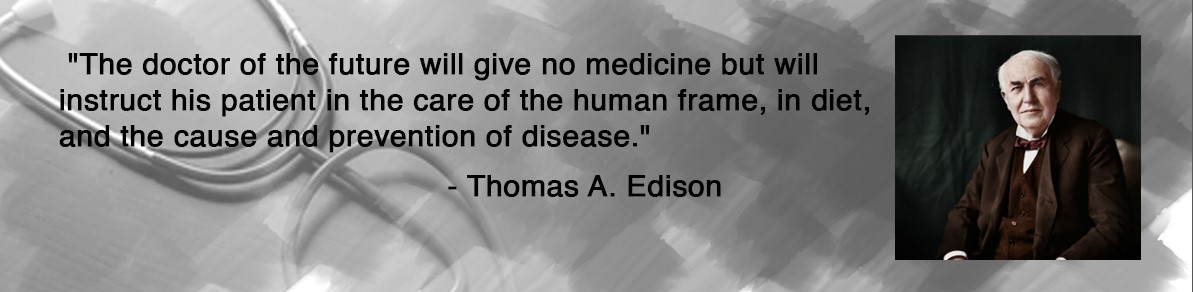 "The doctor of the future will give no medicine but will
instruct his patient in the care of the human frame, in diet,
and the cause and prevention of disease."
- Thomas A. Edison